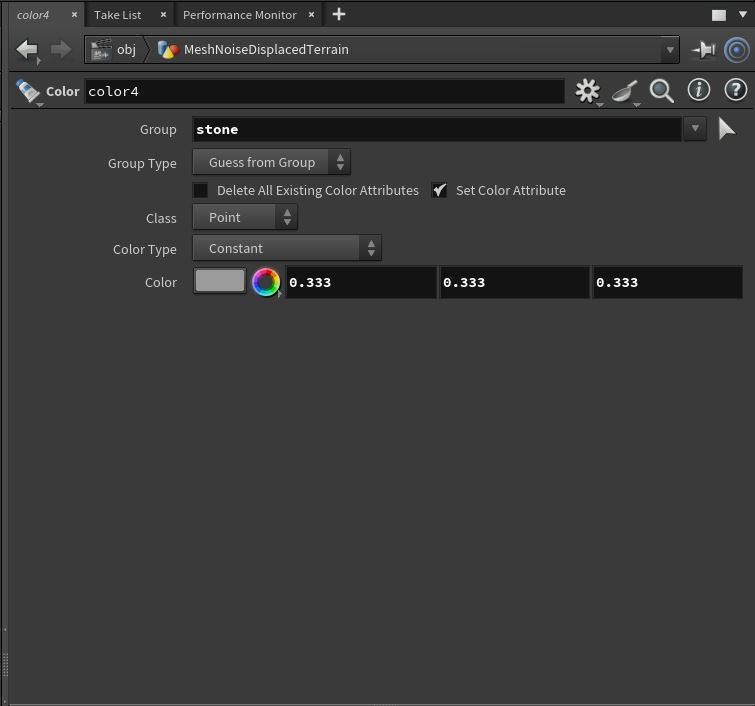 color4 × Take List × Performance Monitor × +
obj MeshNoiseDisplacedTerrain
Color color4
Group stone
Group Type Guess from Group
Delete All Existing Color Attributes Set Color Attribute
Class Point
Color Type Constant
Color 0.333 0.333 0.333